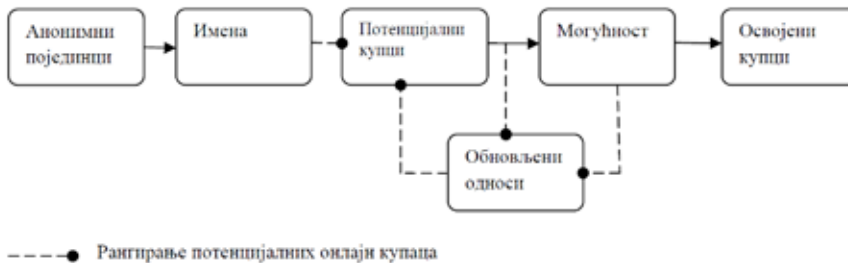 Анонимни
појединци
Имена
Потенцијални
купци
Могућност
Освојени
купци
Обновљени
односи
Рангирање потенцијалних онлајн купаца